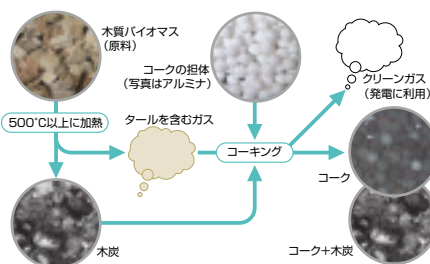 木質バイオマス
（原料）
コークの担体
（写真はアルミナ）
クリーンガス
（発電に利用）
500℃以上に加熱
タールを含むガス
コーキング
コーク
木炭
コーク＋木炭